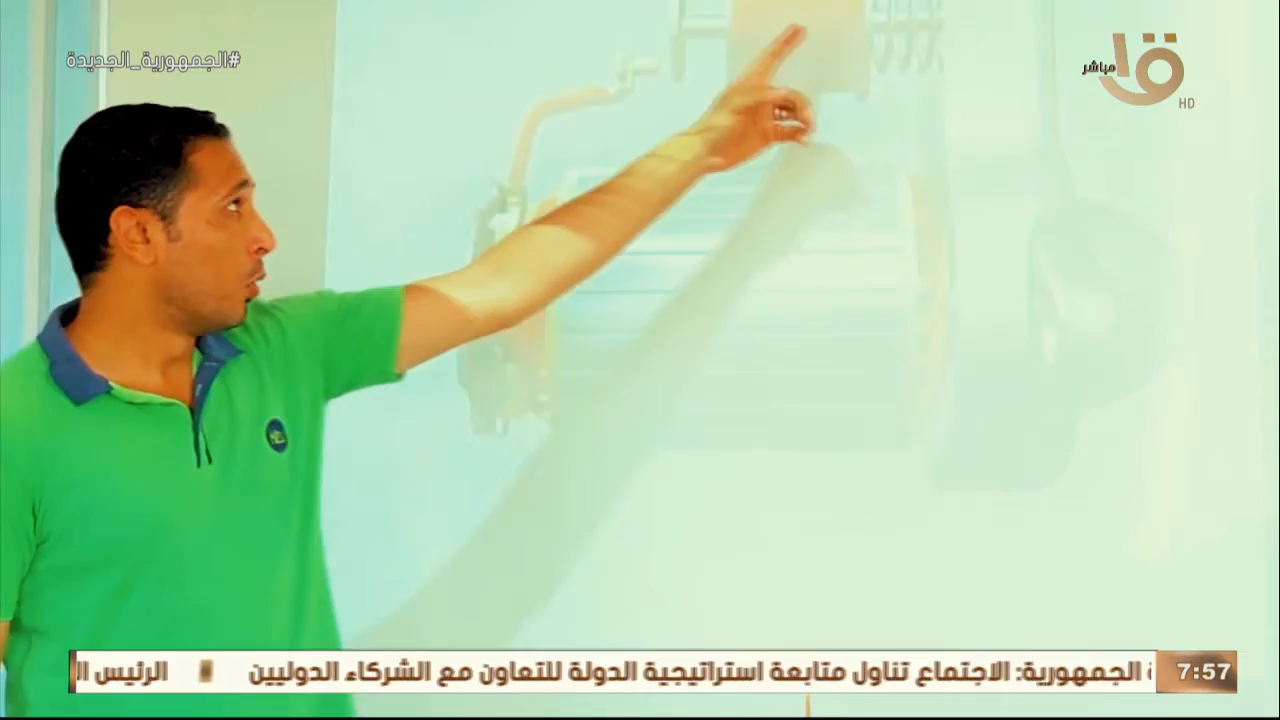 #الجمهورية_الجديدة
مباشر
HD
الجمهورية: الاجتماع تناول متابعة استراتيجية الدولة للتعاون مع الشركاء الدوليين ■ الرئيس
7:57